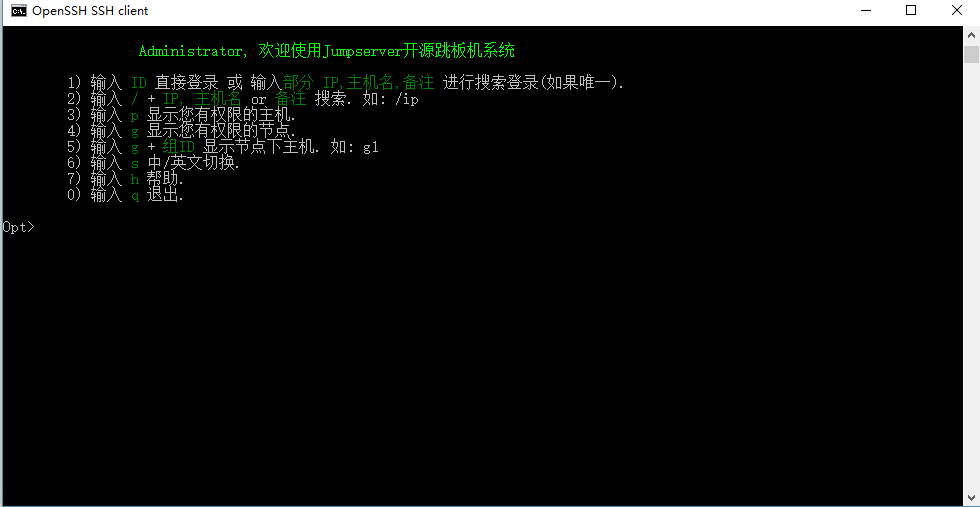 OpenSSH SSH client
Administrator, 欢迎使用Jumpserver开源跳板机系统
1) 输入 ID 直接登录 或 输入部分 IP,主机名,备注 进行搜索登录(如果唯一).
2) 输入 / + IP, 主机名 or 备注 搜索. 如: /ip
3) 输入 p 显示您有权限的主机.
4) 输入 g 显示您有权限的节点.
5) 输入 g + 组ID 显示节点下主机. 如: g1
6) 输入 s 中/英文切换.
7) 输入 h 帮助.
0) 输入 q 退出.
Opt>